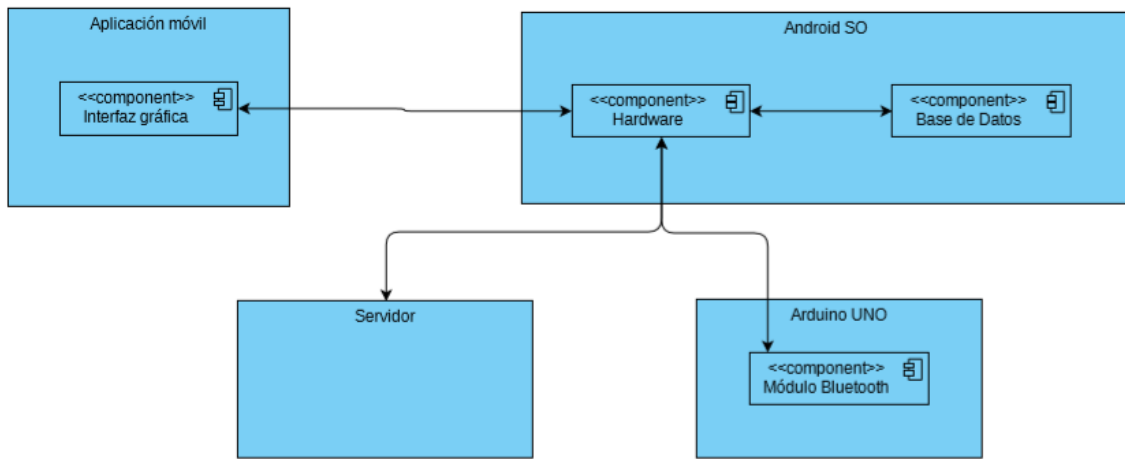 Aplicación móvil
<<component>>
Interfaz gráfica
Android SO
<<component>>
Hardware
<<component>>
Base de Datos
Servidor
Arduino UNO
<<component>>
Módulo Bluetooth